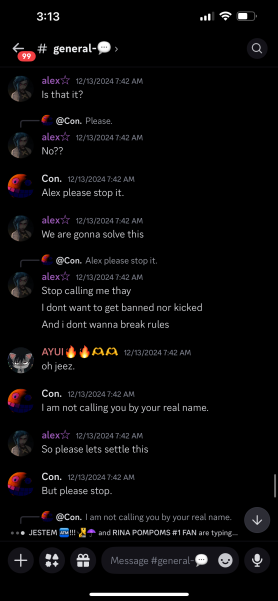 3:13
99
# general-💬 ›
alex☆ 12/13/2024 7:42 AM
Is that it?
@Con. Please.
alex☆ 12/13/2024 7:42 AM
No??
Con. 12/13/2024 7:42 AM
Alex please stop it.
alex☆ 12/13/2024 7:42 AM
We are gonna solve this
@Con. Alex please stop it.
alex☆ 12/13/2024 7:42 AM
Stop calling me thay
I dont want to get banned nor kicked
And i dont wanna break rules
AYUI🔥🔥🫶🫶 12/13/2024 7:42 AM
oh jeez.
Con. 12/13/2024 7:42 AM
I am not calling you by your real name.
alex☆ 12/13/2024 7:42 AM
So please lets settle this
Con. 12/13/2024 7:42 AM
But please stop.
@Con. I am not calling you by your real name.
JESTEM !!! and RINA POMPOMS #1 FAN are typing...
Message #general-💬